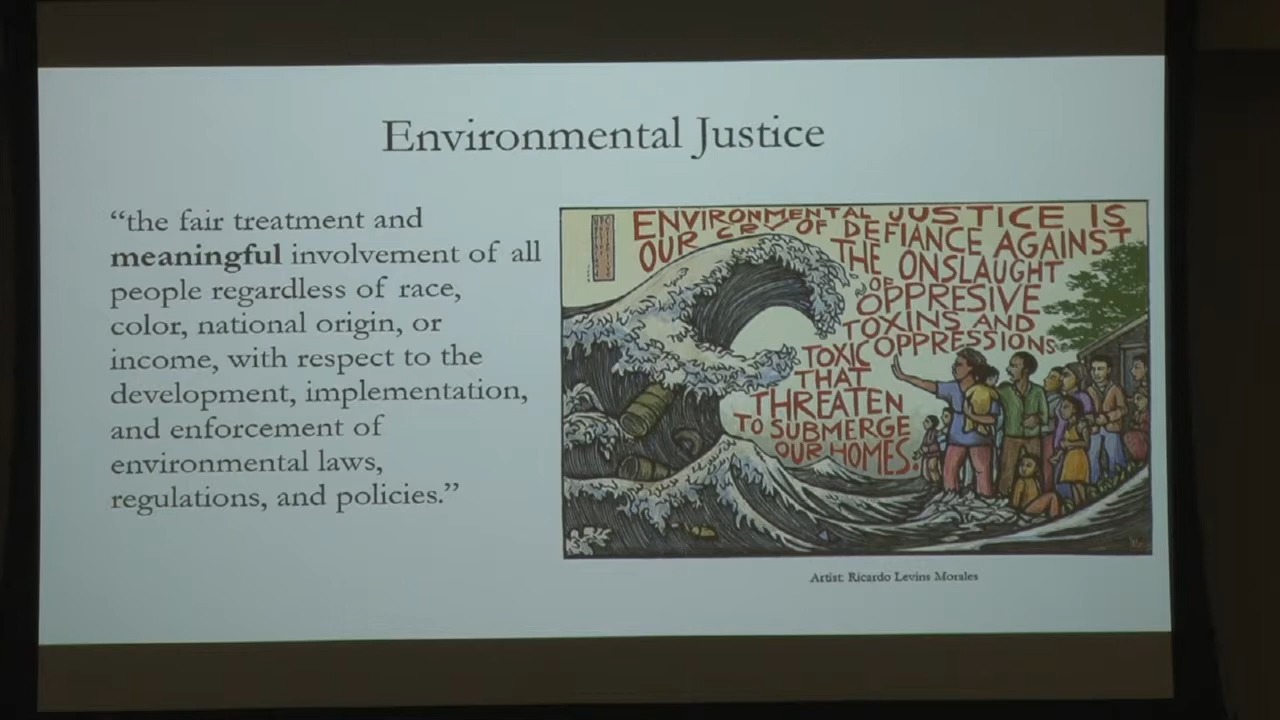 Environmental Justice
“the fair treatment and
meaningful involvement of all
people regardless of race,
color, national origin, or
income, with respect to the
development, implementation,
and enforcement of
environmental laws,
regulations, and policies.”
ENVIRONMENTAL JUSTICE IS
OUR CRY OF DEFIANCE AGAINST
THE ONSLAUGHT
OF
OPPRESIVE
TOXINS AND
TOXIC OPPRESSIONS
THAT
THREATEN
TO SUBMERGE
OUR HOMES.
Artist: Ricardo Levins Morales